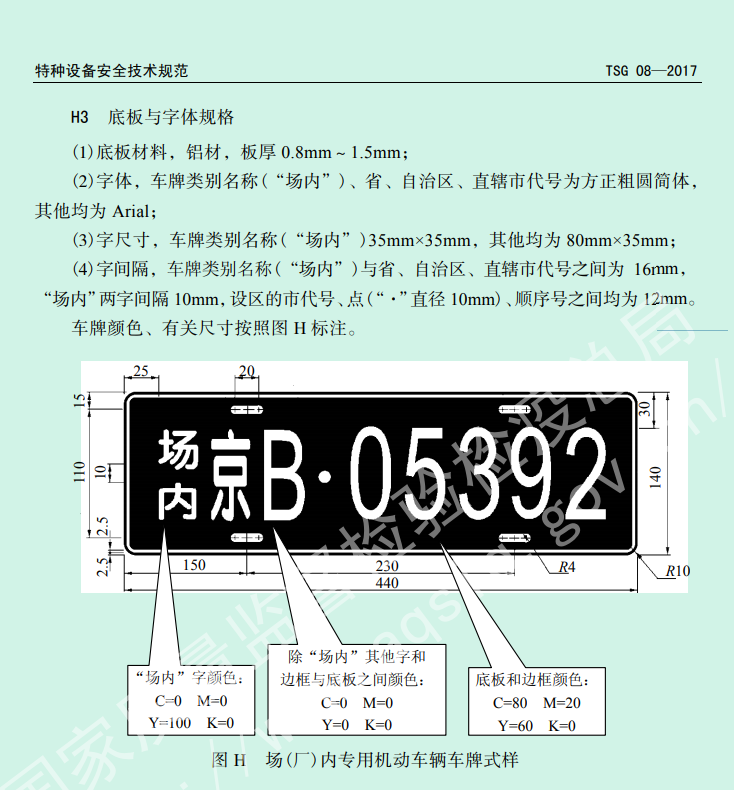 特种设备安全技术规范 TSG 08—2017
H3 底板与字体规格
(1)底板材料，铝材，板厚 0.8mm～1.5mm；
(2)字体，车牌类别名称(“场内”)、省、自治区、直辖市代号为方正粗圆简体，
其他均为 Arial；
(3)字尺寸，车牌类别名称(“场内”)35mm×35mm，其他均为 80mm×35mm；
(4)字间隔，车牌类别名称(“场内”)与省、自治区、直辖市代号之间为 16mm，
“场内”两字间隔 10mm，设区的市代号、点(“·”直径 10mm)、顺序号之间均为 12mm。
车牌颜色、有关尺寸按照图 H 标注。
25 20
15 30
场内 京B·05392
110 10 140
2.5
2.5
150 230 R4 R10
440
“场内”字颜色：
C=0 M=0
Y=100 K=0
除“场内”其他字和
边框与底板之间颜色：
C=0 M=0
Y=0 K=0
底板和边框颜色：
C=80 M=20
Y=60 K=0
图 H 场(厂)内专用机动车辆车牌式样